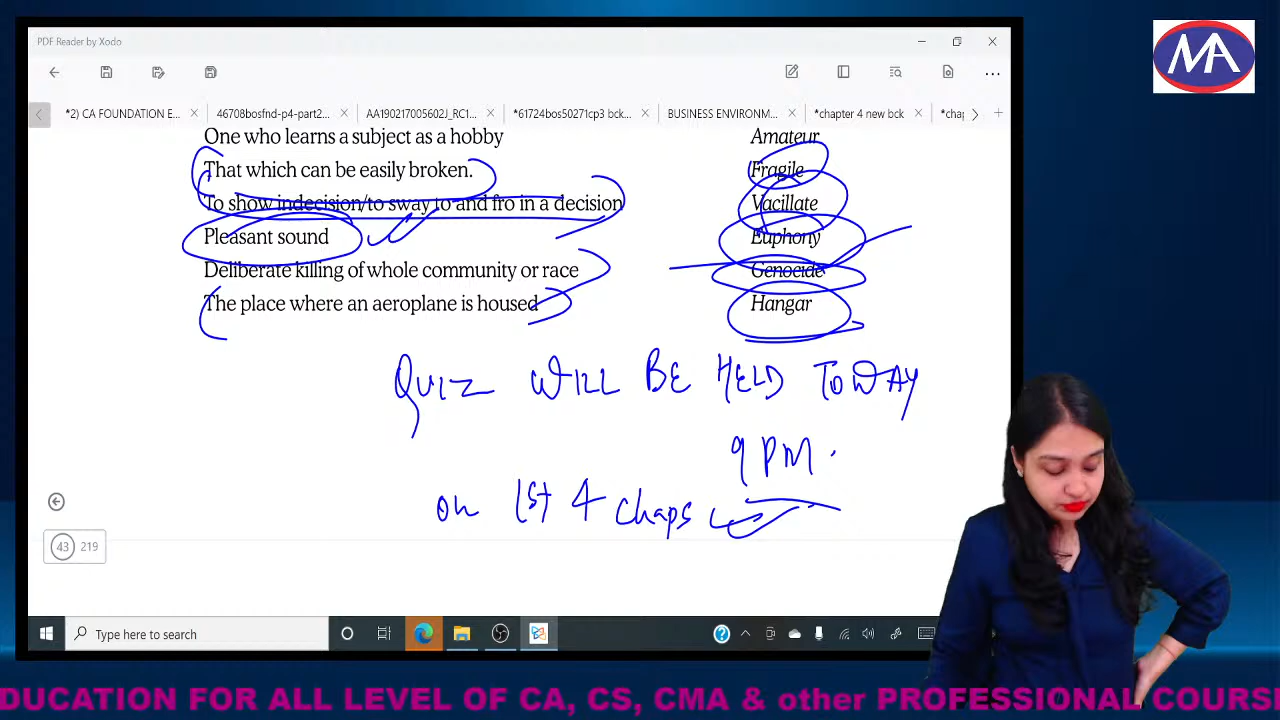 PDF Reader by Xodo
MA
*2) CA FOUNDATION E... 46708bosfnd-p4-part2... AA190217005602J_RC1... *61724bos50271cp3 bck... BUSINESS ENVIRONM... *chapter 4 new bck *chap
One who learns a subject as a hobby Amateur
That which can be easily broken. Fragile
To show indecision/to sway to and fro in a decision Vacillate
Pleasant sound Euphony
Deliberate killing of whole community or race Genocide
The place where an aeroplane is housed Hangar
QUIZ WILL BE HELD TODAY
9 PM.
on 1st 4 chaps
43 219
Type here to search
DUCATION FOR ALL LEVEL OF CA, CS, CMA & other PROFESSIONAL COURS